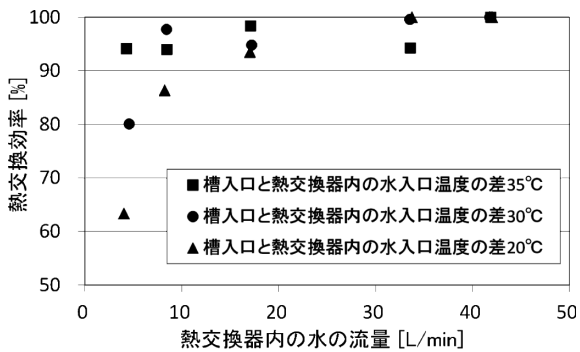 100
90
80
70
60
50
熱交換効率 [%]
■ 槽入口と熱交換器内の水入口温度の差35℃
● 槽入口と熱交換器内の水入口温度の差30℃
▲ 槽入口と熱交換器内の水入口温度の差20℃
0 10 20 30 40 50
熱交換器内の水の流量 [L/min]